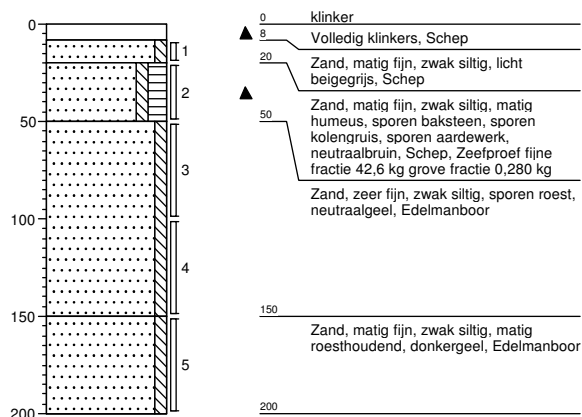 0
50
100
150
200
1
2
3
4
5
0 klinker
8 Volledig klinkers, Schep
20 Zand, matig fijn, zwak siltig, licht
beigegrijs, Schep
Zand, matig fijn, zwak siltig, matig
50 humeus, sporen baksteen, sporen
kolengruis, sporen aardewerk,
neutraalbruin, Schep, Zeefproef fijne
fractie 42,6 kg grove fractie 0,280 kg
Zand, zeer fijn, zwak siltig, sporen roest,
neutraalgeel, Edelmanboor
150
Zand, matig fijn, zwak siltig, matig
roesthoudend, donkergeel, Edelmanboor
200